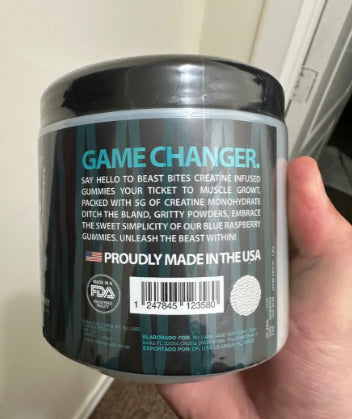 GAME CHANGER.
SAY HELLO TO BEAST BITES CREATINE INFUSED
GUMMIES YOUR TICKET TO MUSCLE GROWT,
PACKED WITH 5G OF CREATINE MONOHYDRATE
DITCH THE BLAND, GRITTY POWDERS, EMBRACE
THE SWEET SIMPLICITY OF OUR BLUE RASPBERRY
GUMMIES. UNLEASH THE BEAST WITHIN!
PROUDLY MADE IN THE USA
MADE IN A
FDA
1 247845 123580
ELABORADO POR
EXPORTADO POR: